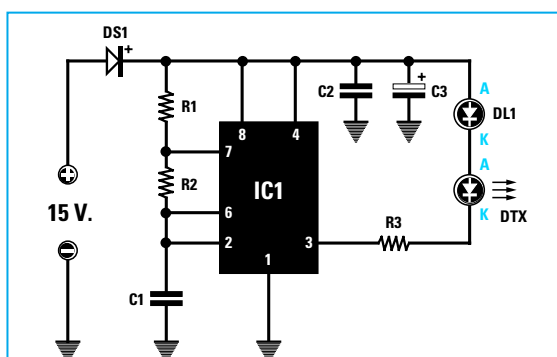 DS1
+
R1
C2
+
C3
A
DL1
K
8
4
7
R2
A
IC1
K
DTX
15 V.
6
2
3
R3
C1
1